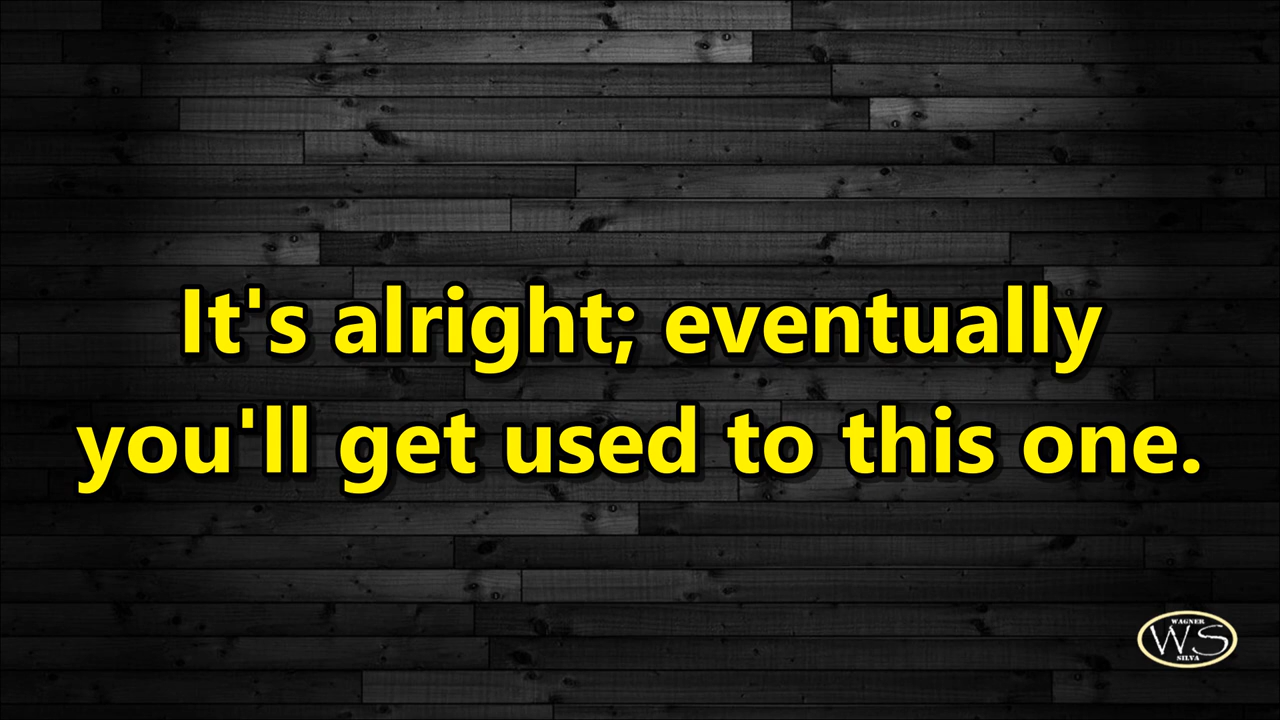 It's alright; eventually
you'll get used to this one.
WAGNER
WS
SILVA